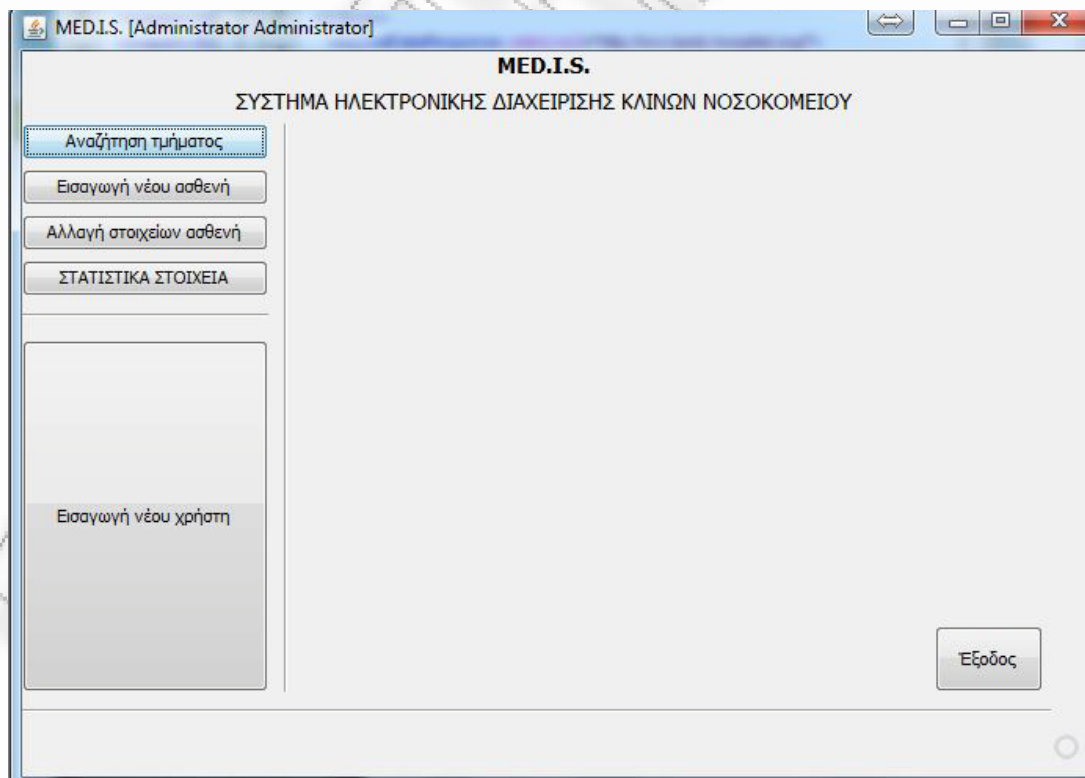 MED.I.S. [Administrator Administrator]
MED.I.S.
ΣΥΣΤΗΜΑ ΗΛΕΚΤΡΟΝΙΚΗΣ ΔΙΑΧΕΙΡΙΣΗΣ ΚΛΙΝΩΝ ΝΟΣΟΚΟΜΕΙΟΥ
Αναζήτηση τμήματος
Εισαγωγή νέου ασθενή
Αλλαγή στοιχείων ασθενή
ΣΤΑΤΙΣΤΙΚΑ ΣΤΟΙΧΕΙΑ
Εισαγωγή νέου χρήστη
Έξοδος